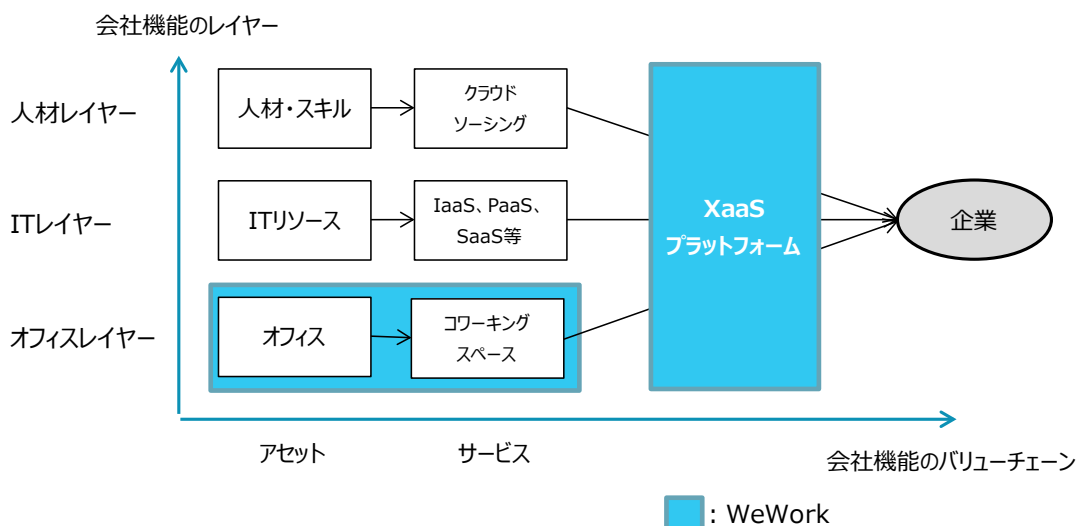 会社機能のレイヤー
人材レイヤー
人材・スキル
クラウド
ソーシング
ITレイヤー
ITリソース
IaaS、PaaS、
SaaS等
XaaS
プラットフォーム
企業
オフィスレイヤー
オフィス
コワーキング
スペース
アセット
サービス
会社機能のバリューチェーン
: WeWork